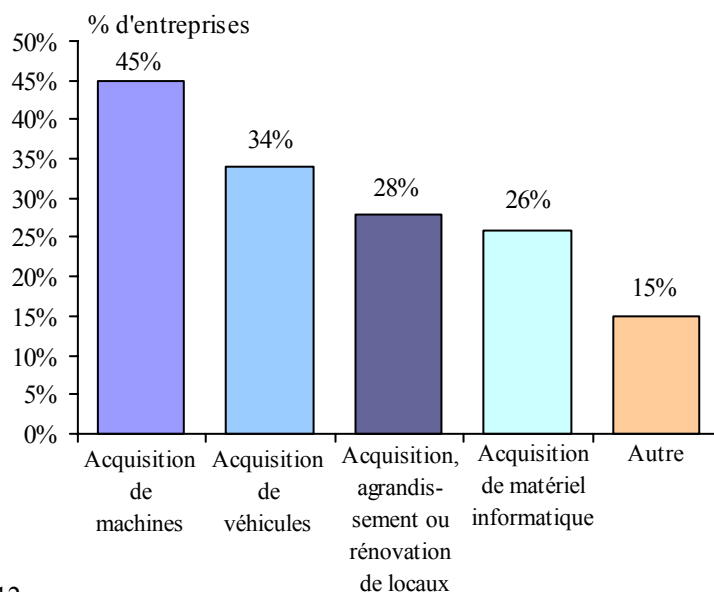 % d'entreprises
50%
45%
40%
35%
30%
25%
20%
15%
10%
5%
0%
45%
34%
28%
26%
15%
Acquisition
de
machines
Acquisition
de
véhicules
Acquisition,
agrandis-
sement ou
rénovation
de locaux
Acquisition
de matériel
informatique
Autre